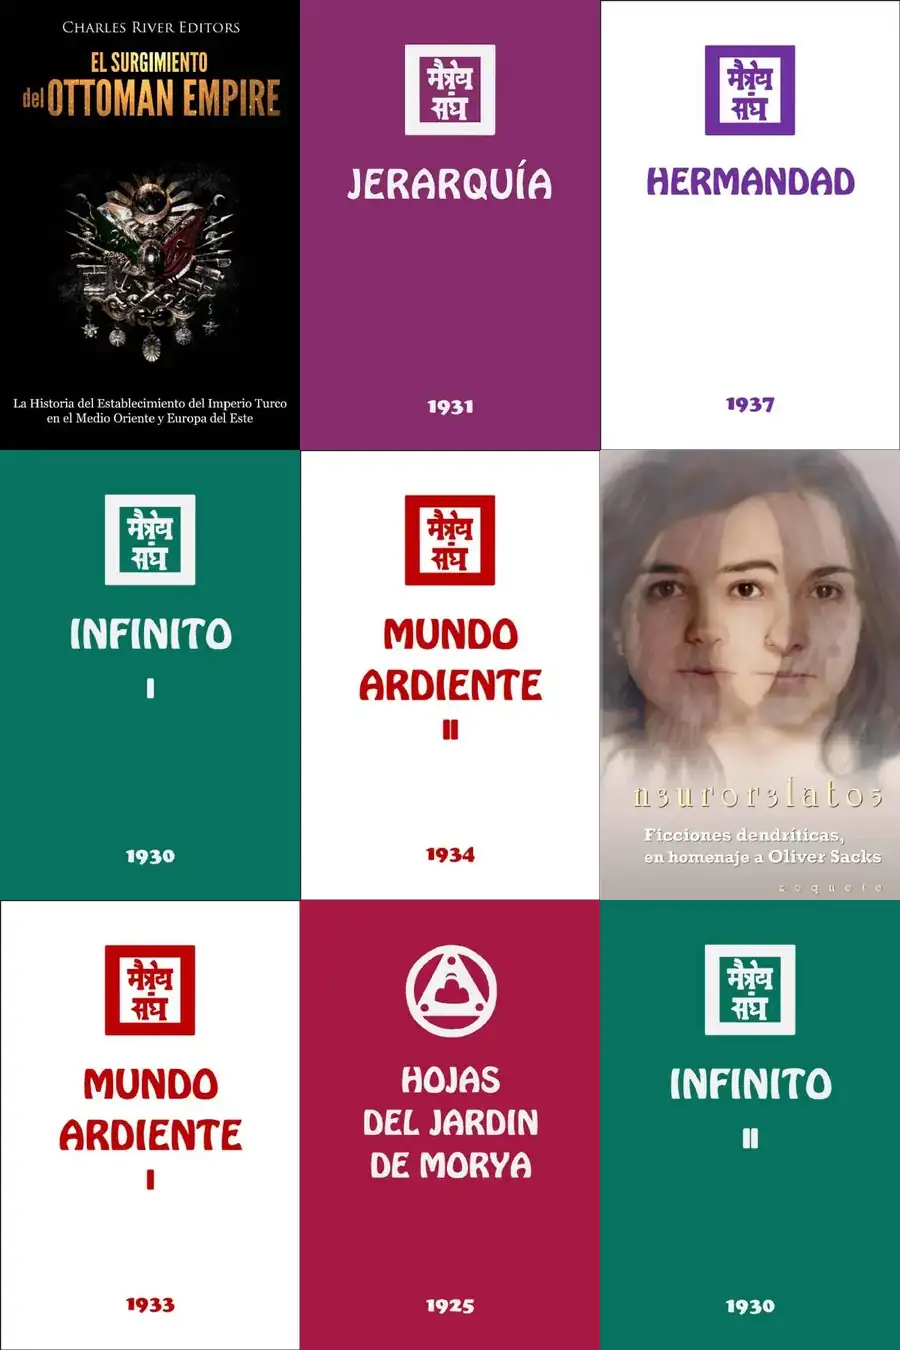 CHARLES RIVER EDITORS
EL SURGIMIENTO
del OTTOMAN EMPIRE
La Historia del Establecimiento del Imperio Turco
en el Medio Oriente y Europa del Este
मैत्रेय
संघ
JERARQUÍA
1931
मैत्रेय
संघ
HERMANDAD
1937
मैत्रेय
संघ
INFINITO
I
1930
मैत्रेय
संघ
MUNDO
ARDIENTE
II
1934
n3uror3lato5
Ficciones dendríticas,
en homenaje a Oliver Sacks
मैत्रेय
संघ
MUNDO
ARDIENTE
I
1933
HOJAS
DEL JARDIN
DE MORYA
1925
मैत्रेय
संघ
INFINITO
II
1930